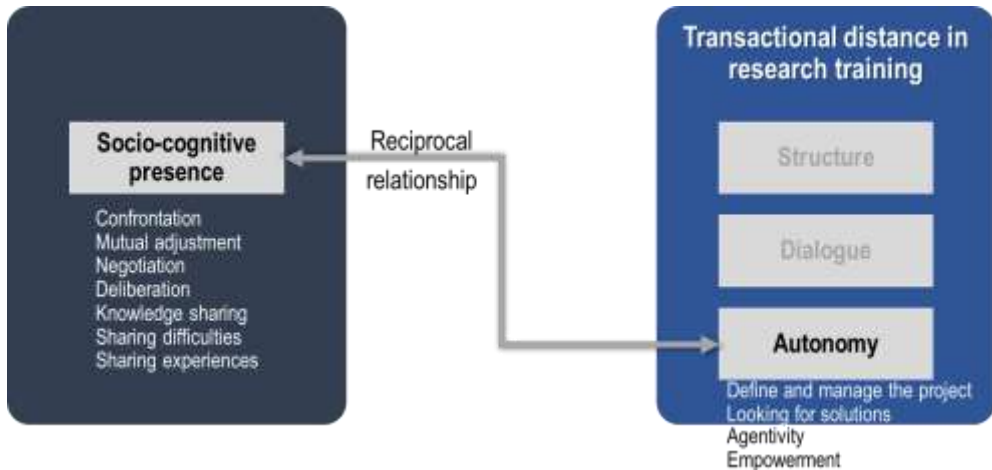 Socio-cognitive
presence
Confrontation
Mutual adjustment
Negotiation
Deliberation
Knowledge sharing
Sharing difficulties
Sharing experiences
Reciprocal
relationship
Transactional distance in
research training
Structure
Dialogue
Autonomy
Define and manage the project
Looking for solutions
Agentivity
Empowerment